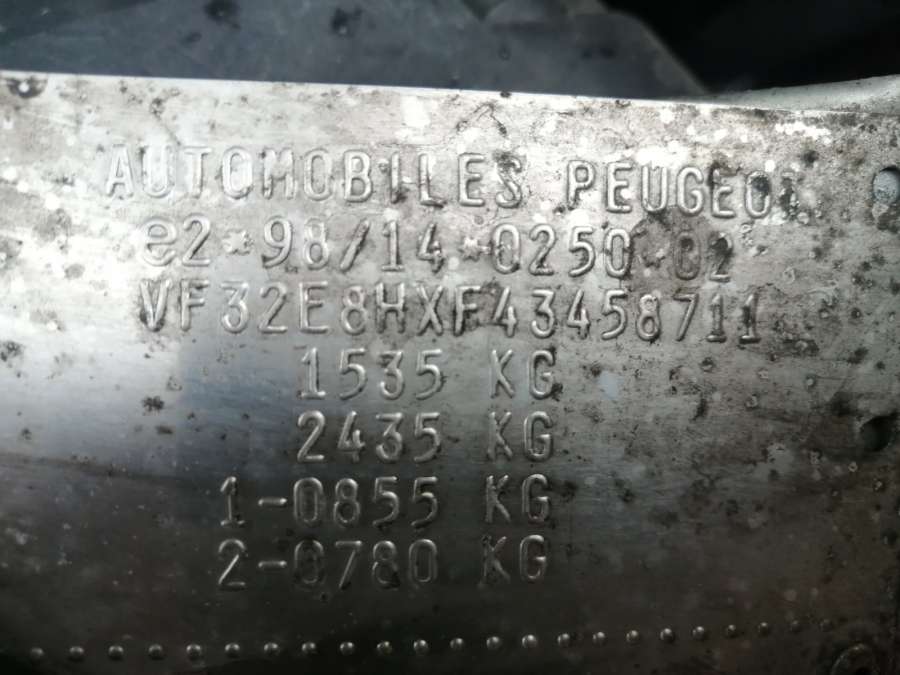 AUTOMOBILES PEUGEOT
e2*98/14*0250*02
VF32E8HXF43458711
1535 KG
2435 KG
1-0855 KG
2-0780 KG